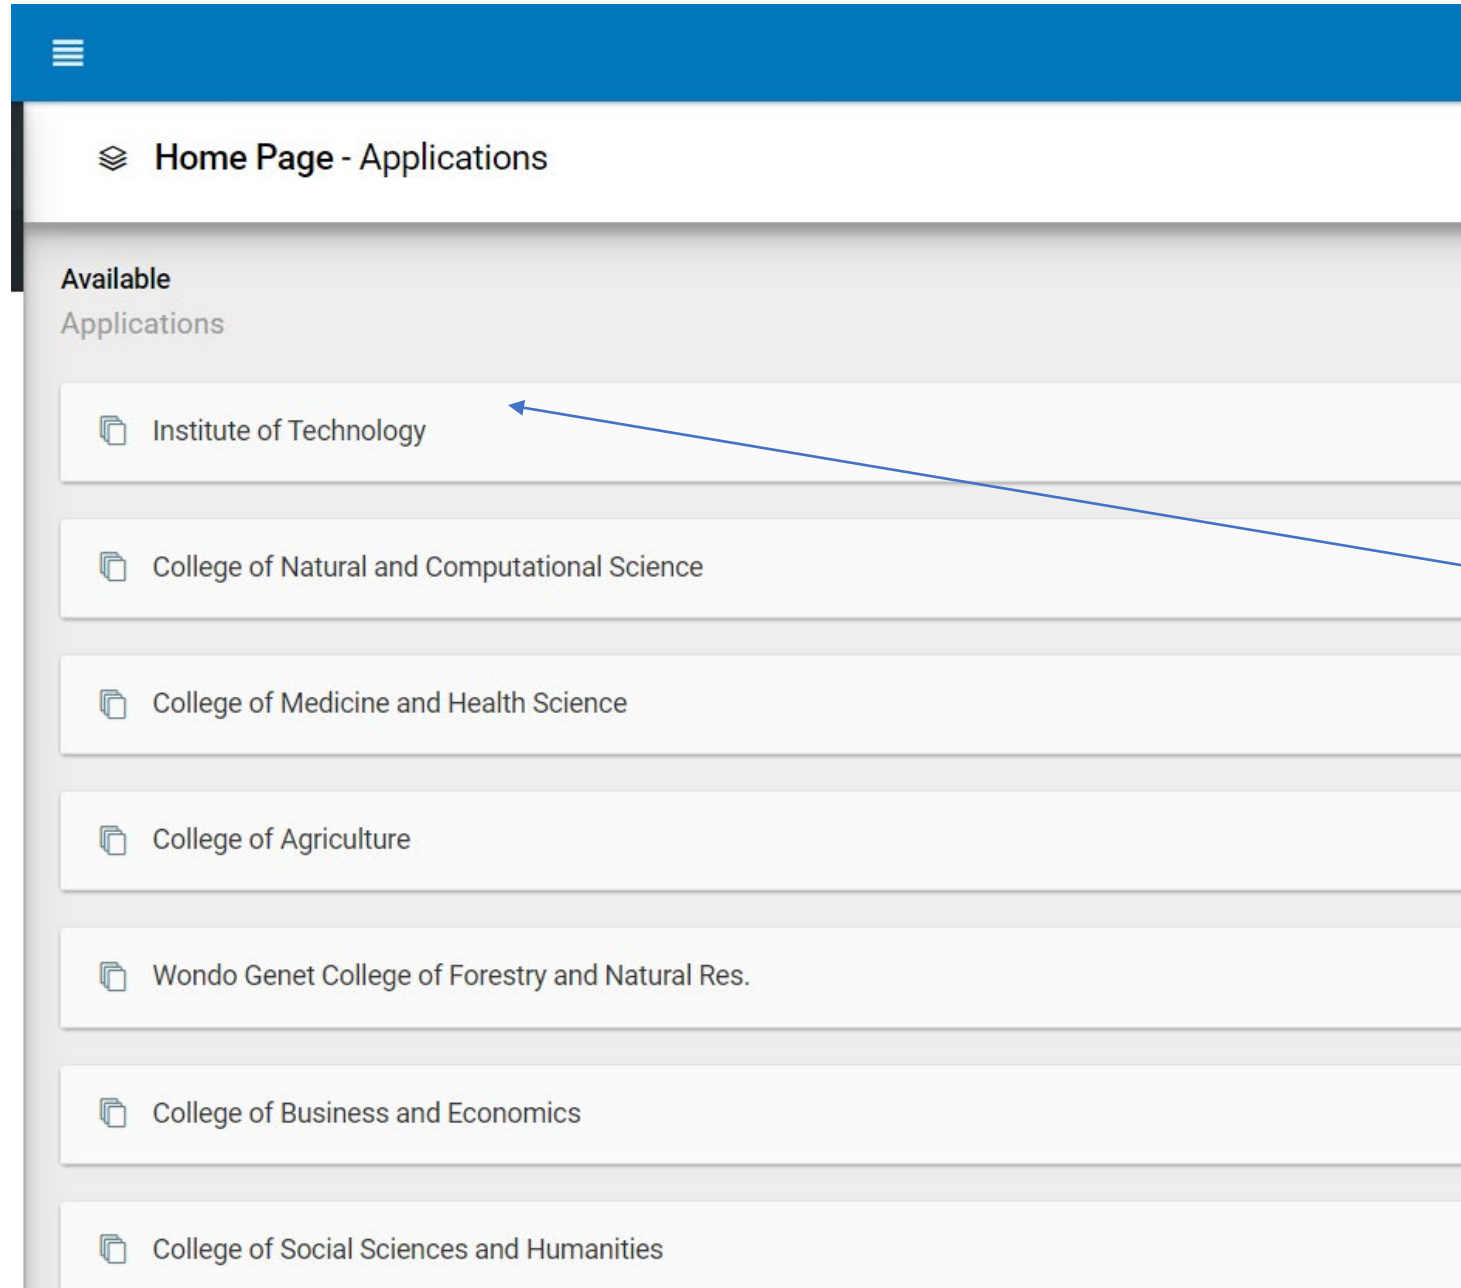 Home Page - Applications
Available
Applications
Institute of Technology
College of Natural and Computational Science
College of Medicine and Health Science
College of Agriculture
Wondo Genet College of Forestry and Natural Res.
College of Business and Economics
College of Social Sciences and Humanities